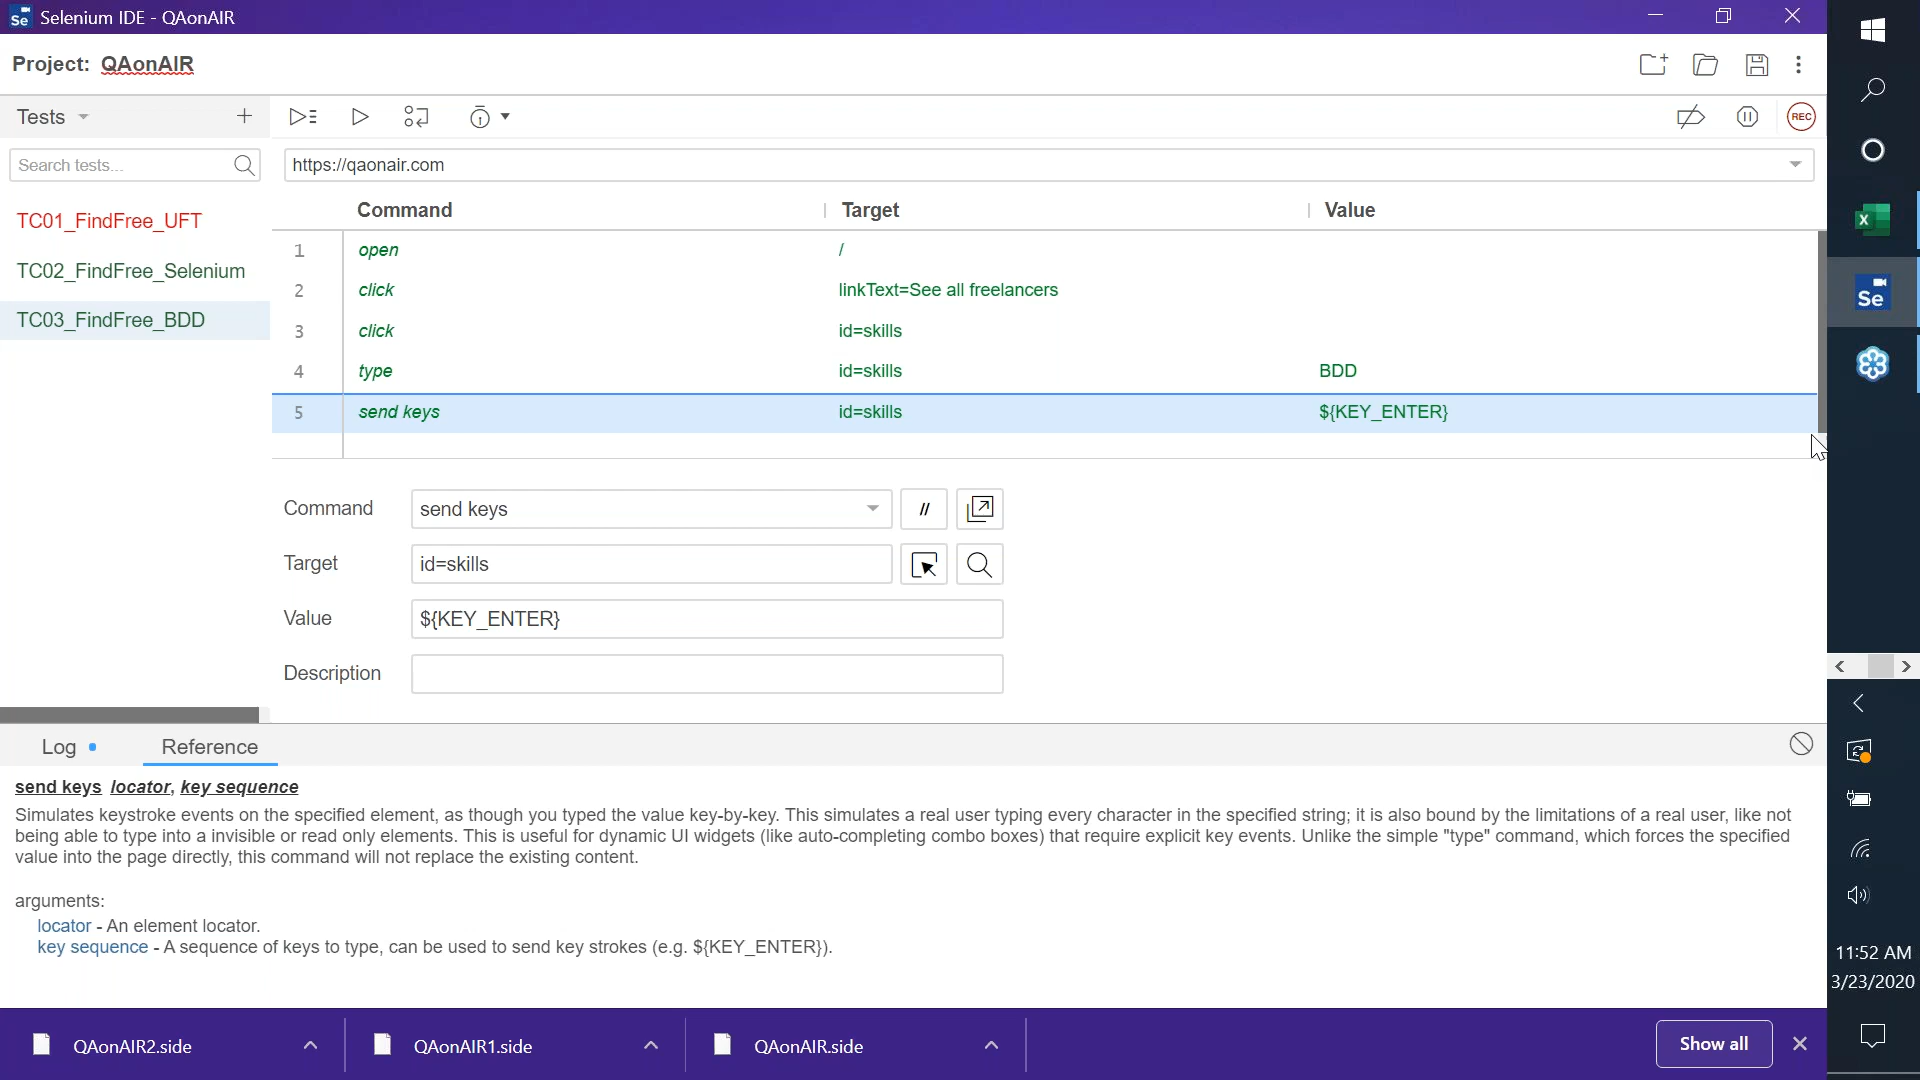 Se Selenium IDE - QAonAIR
Project: QAonAIR
Tests
Search tests...
https://qaonair.com
REC
TC01_FindFree_UFT
TC02_FindFree_Selenium
TC03_FindFree_BDD
Command Target Value
1 open /
2 click linkText=See all freelancers
3 click id=skills
4 type id=skills BDD
5 send keys id=skills ${KEY_ENTER}
Command send keys //
Target id=skills
Value ${KEY_ENTER}
Description
Log Reference
send keys locator, key sequence
Simulates keystroke events on the specified element, as though you typed the value key-by-key. This simulates a real user typing every character in the specified string; it is also bound by the limitations of a real user, like not
being able to type into a invisible or read only elements. This is useful for dynamic UI widgets (like auto-completing combo boxes) that require explicit key events. Unlike the simple "type" command, which forces the specified
value into the page directly, this command will not replace the existing content.
arguments:
locator - An element locator.
key sequence - A sequence of keys to type, can be used to send key strokes (e.g. ${KEY_ENTER}).
QAonAIR2.side QAonAIR1.side QAonAIR.side Show all
X
Se
11:52 AM
3/23/2020